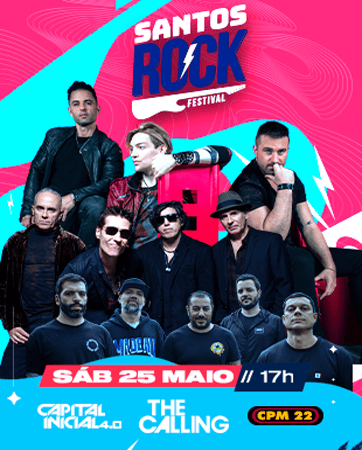 SANTOS
ROCK
FESTIVAL
SÁB 25 MAIO // 17h
CAPITAL
INICIAL 4.0
THE
CALLING
CPM 22